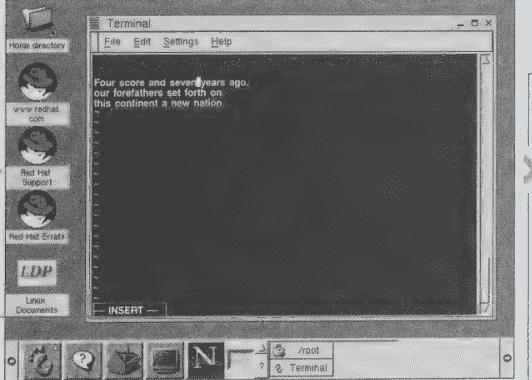 Terminal
File Edit Settings Help
Home directory
www.redhat.
com
Red Hat
Support
Red Hat Errata
LDP
Linux
Documents
Four score and seven years ago,
our forefathers set forth on
this continent a new nation
-- INSERT --
N
/root
?
Terminal